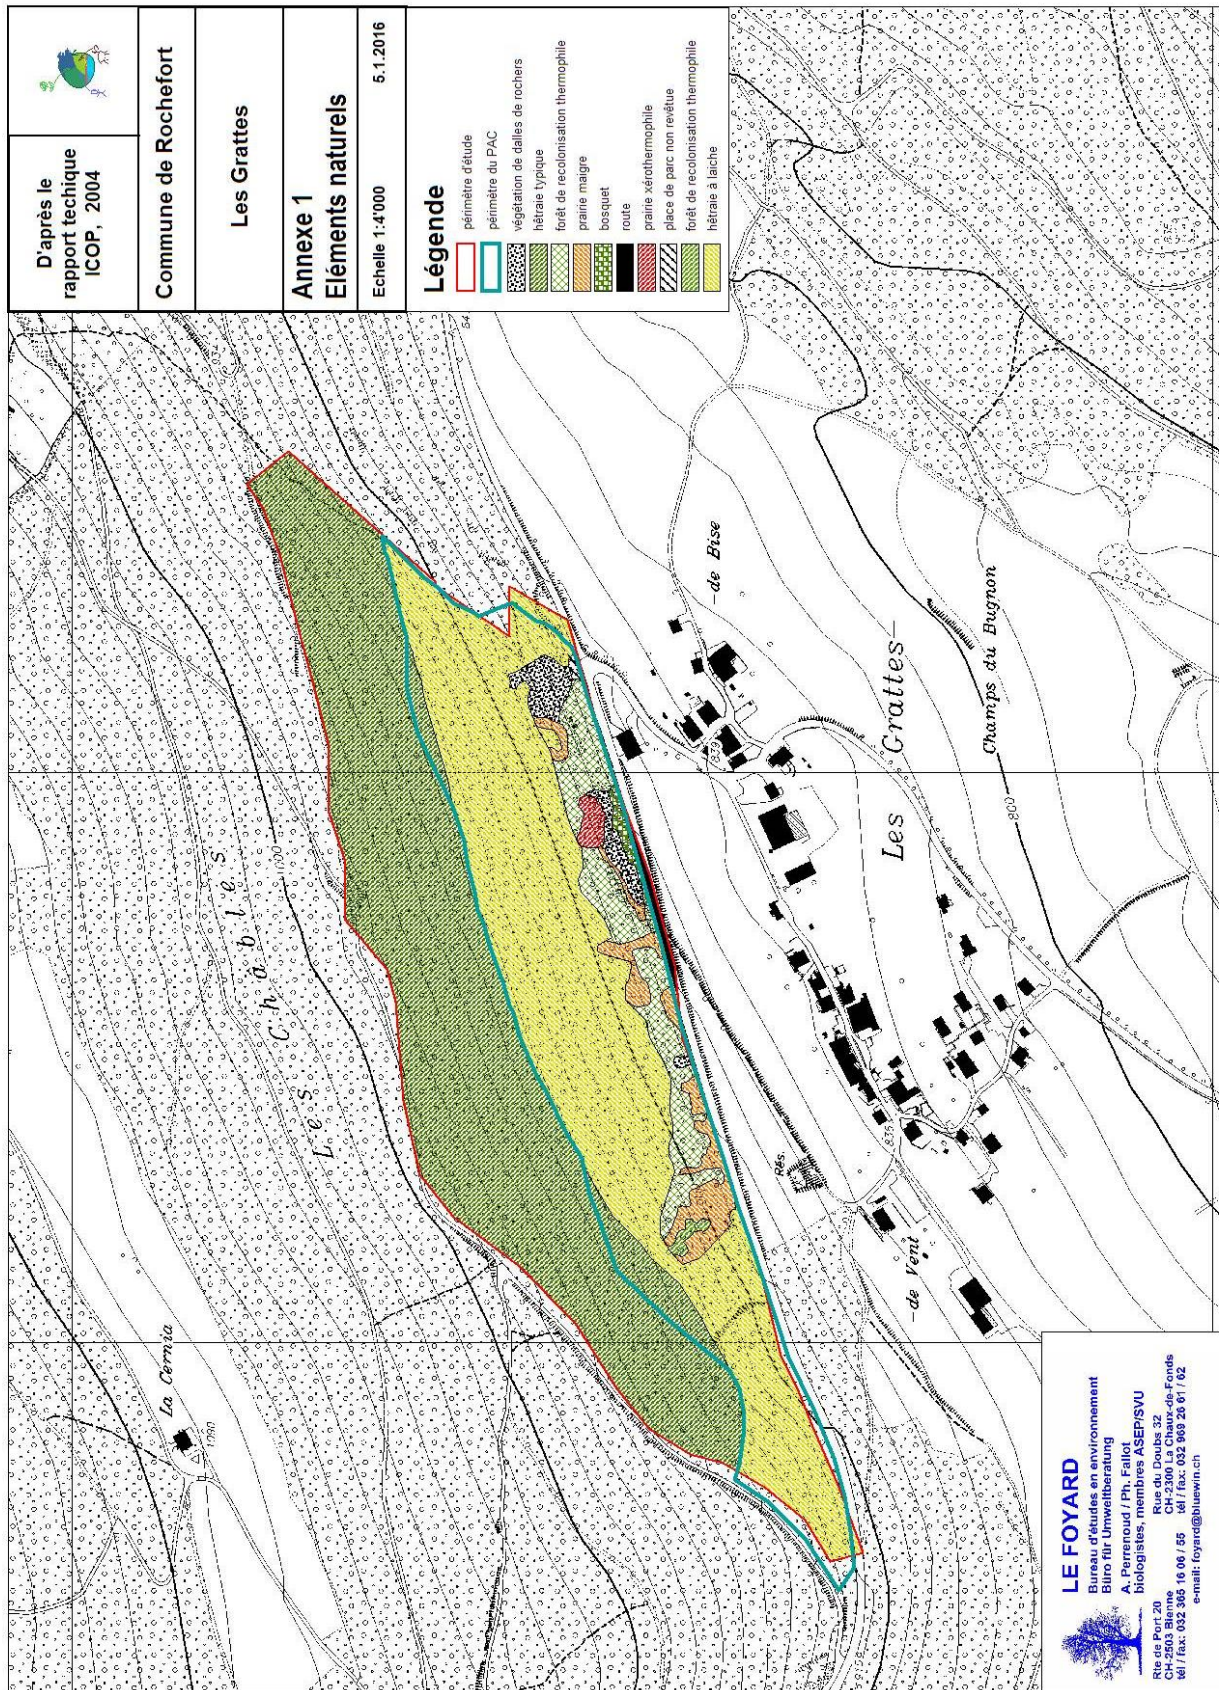 D'après le
rapport techique
ICOP, 2004
Commune de Rochefort
Les Grattes
Annexe 1
Eléments naturels
Echelle 1:4'000 5.1.2016
Légende
périmètre d'étude
périmètre du PAC
végétation de dalles de rochers
hêtraie typique
forêt de recolonisation thermophile
prairie maigre
bosquet
route
prairie xérothermophile
place de parc non revêtue
forêt de recolonisation thermophile
hêtraie à laiche
La Cernia
1090
Les Châbles
1000
de Bise
839
Les Grattes
Champs du Bugnon
800
Rés.
835
de Vent
LE FOYARD
Bureau d'études en environnement
Büro für Umweltberatung
A. Perrenoud / Ph. Fallot
biologistes, membres ASEP/SVU
Rte de Port 20 Rue du Doubs 32
CH-2503 Bienne CH-2300 La Chaux-de-Fonds
tél / fax: 032 365 16 06 / 55 tél / fax: 032 969 26 61 / 62
e-mail: foyard@bluewin.ch